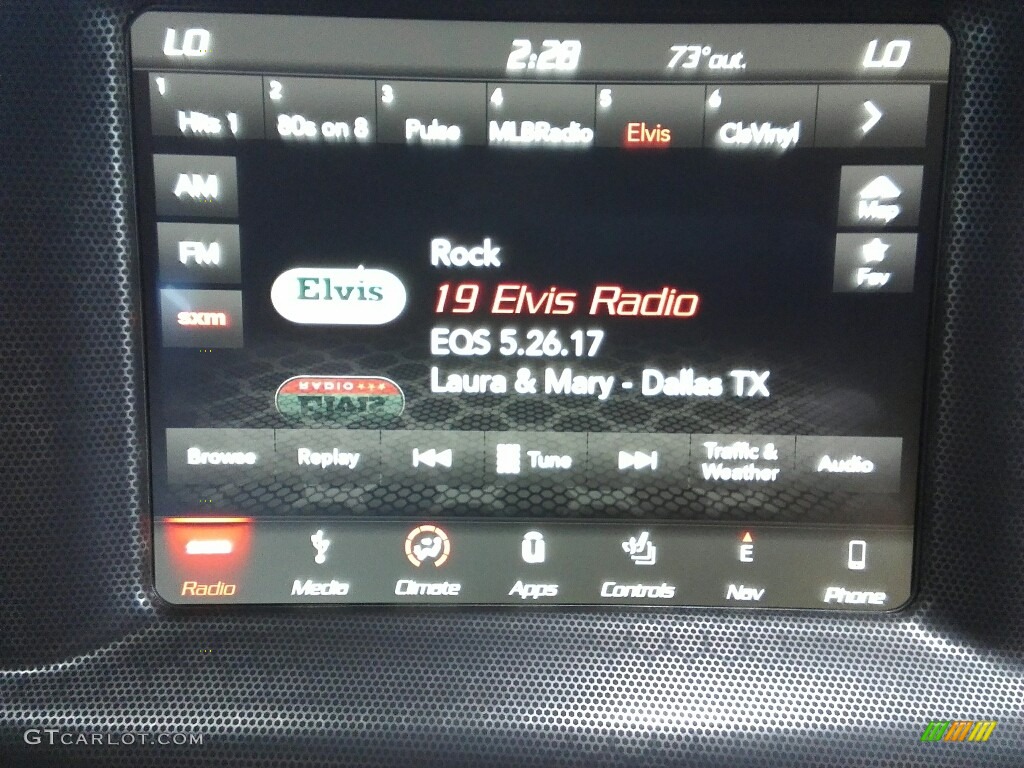 LO 2:28 73° out. LO
1 Hits 1 2 80s on 8 3 Pulse 4 MLBRadio 5 Elvis 6 ClsVinyl
AM
Map
FM
Fav
sxm
Rock
Elvis
19 Elvis Radio
EQS 5.26.17
Laura & Mary - Dallas TX
RADIO
ELVIS
Browse Replay Tune Traffic & Weather Audio
E
Radio Media Climate Apps Controls Nav Phone
GTCARLOT.COM